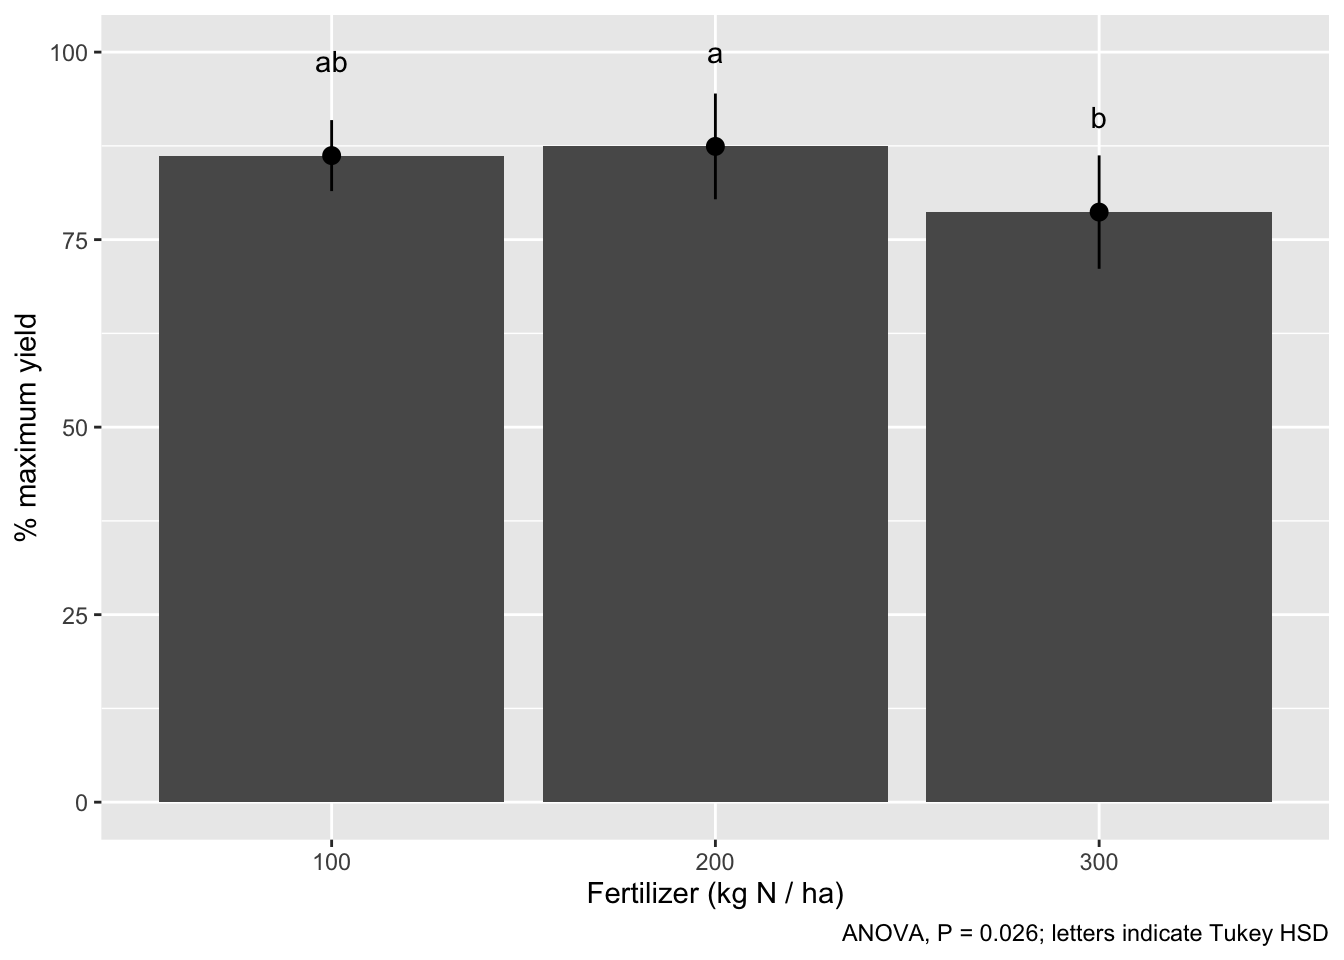 100
75
50
25
0
% maximum yield
ab
a
b
100
200
300
Fertilizer (kg N / ha)
ANOVA, P = 0.026; letters indicate Tukey HSD